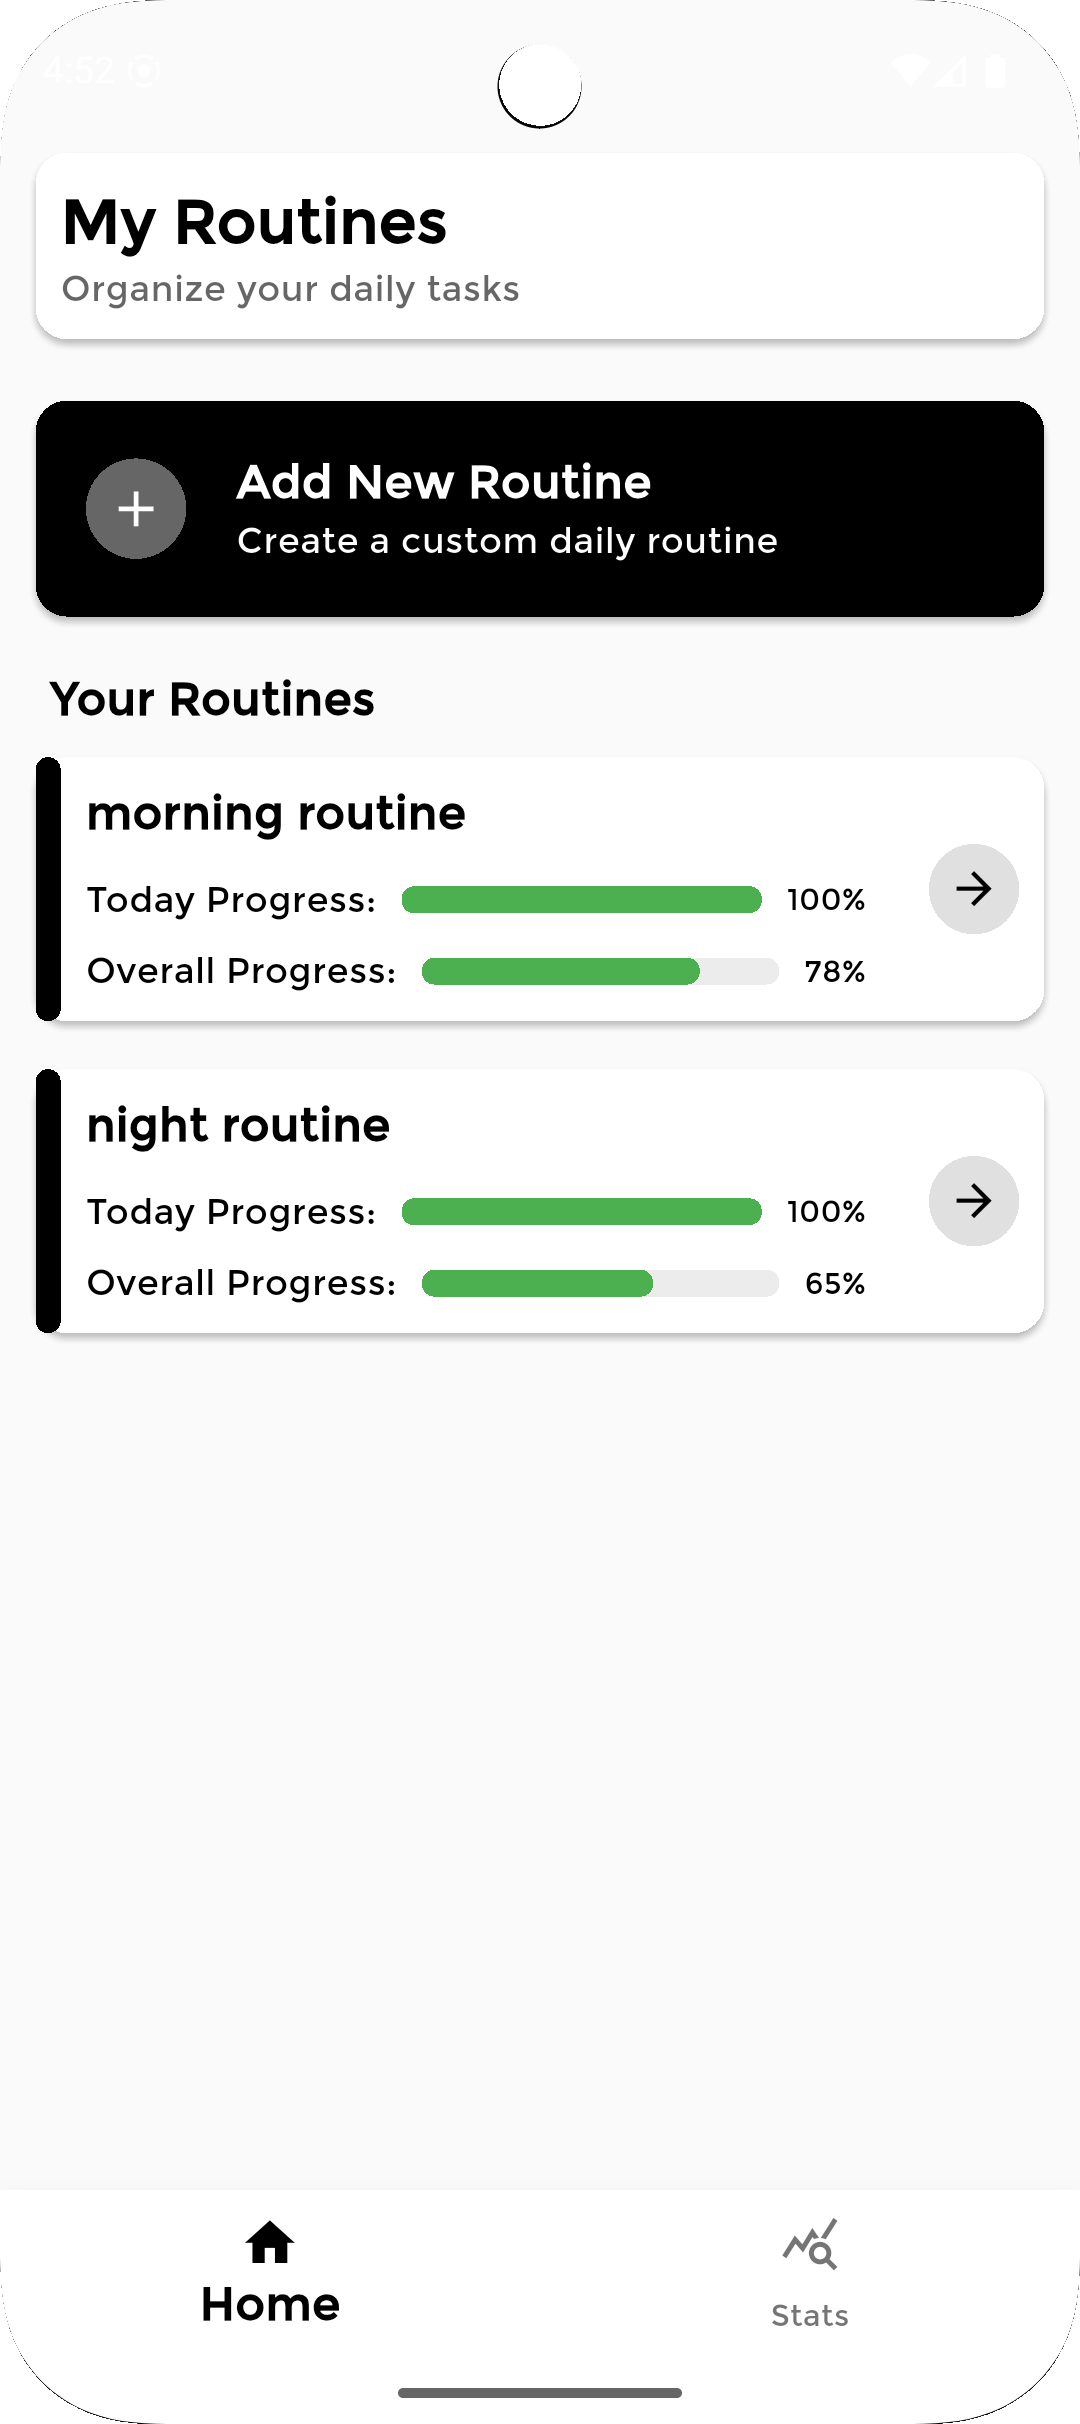 4:52
My Routines
Organize your daily tasks
Add New Routine
Create a custom daily routine
Your Routines
morning routine
Today Progress: 100%
Overall Progress: 78%
night routine
Today Progress: 100%
Overall Progress: 65%
Home
Stats